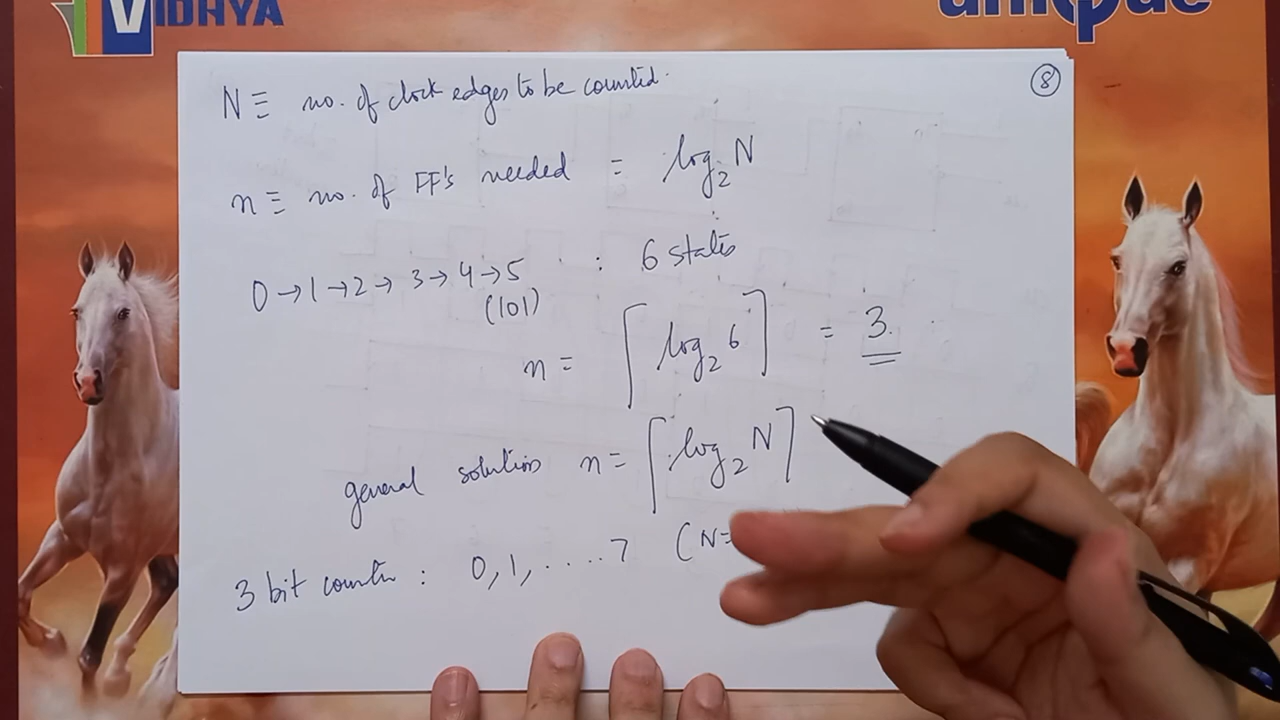 VIDHYA
unique
N ≡ no. of clock edges to be counted.
8
n ≡ no. of FF's needed = log₂ N
0 → 1 → 2 → 3 → 4 → 5 : 6 states
(101)
n = ⌈log₂ 6⌉ = 3.
general solution n = ⌈log₂ N⌉
3 bit counter : 0, 1, ....7 (N=